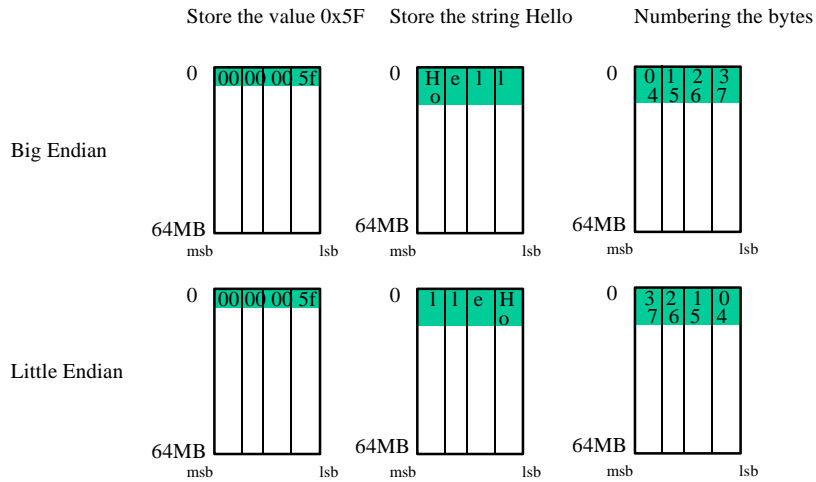 Store the value 0x5F Store the string Hello Numbering the bytes
0 00 00 00 5f 0 H e l l 0 0 1 2 3
o 4 5 6 7
Big Endian
64MB 64MB 64MB
msb lsb msb lsb msb lsb
0 00 00 00 5f 0 l l e H 0 3 2 1 0
o 7 6 5 4
Little Endian
64MB 64MB 64MB
msb lsb msb lsb msb lsb